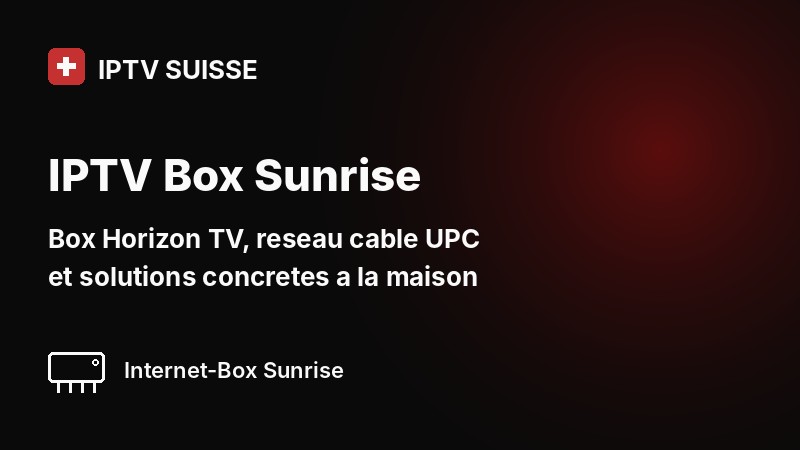 IPTV SUISSE
IPTV Box Sunrise
Box Horizon TV, reseau cable UPC
et solutions concretes a la maison
Internet-Box Sunrise